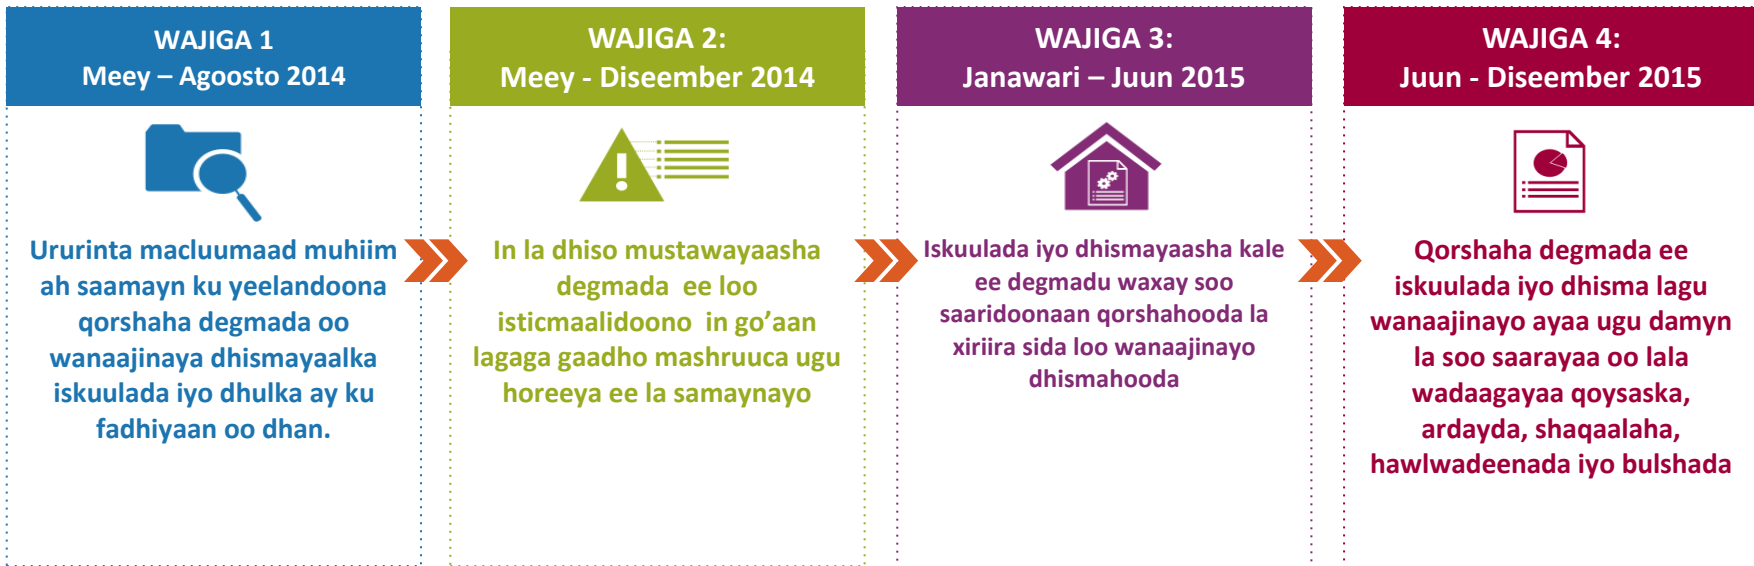 WAJIGA 1
Meey – Agoosto 2014
Ururinta macluumaad muhiim
ah saamayn ku yeelandoona
qorshaha degmada oo
wanaajinaya dhismayaalka
iskuulada iyo dhulka ay ku
fadhiyaan oo dhan.
WAJIGA 2:
Meey - Diseember 2014
In la dhiso mustawayaasha
degmada ee loo
isticmaalidoono in go’aan
lagaga gaadho mashruuca ugu
horeeya ee la samaynayo
WAJIGA 3:
Janawari – Juun 2015
Iskuulada iyo dhismayaasha kale
ee degmadu waxay soo
saaridoonaan qorshahooda la
xiriira sida loo wanaajinayo
dhismahooda
WAJIGA 4:
Juun - Diseember 2015
Qorshaha degmada ee
iskuulada iyo dhisma lagu
wanaajinayo ayaa ugu damyn
la soo saarayaa oo lala
wadaagayaa qoysaska,
ardayda, shaqaalaha,
hawlwadeenada iyo bulshada